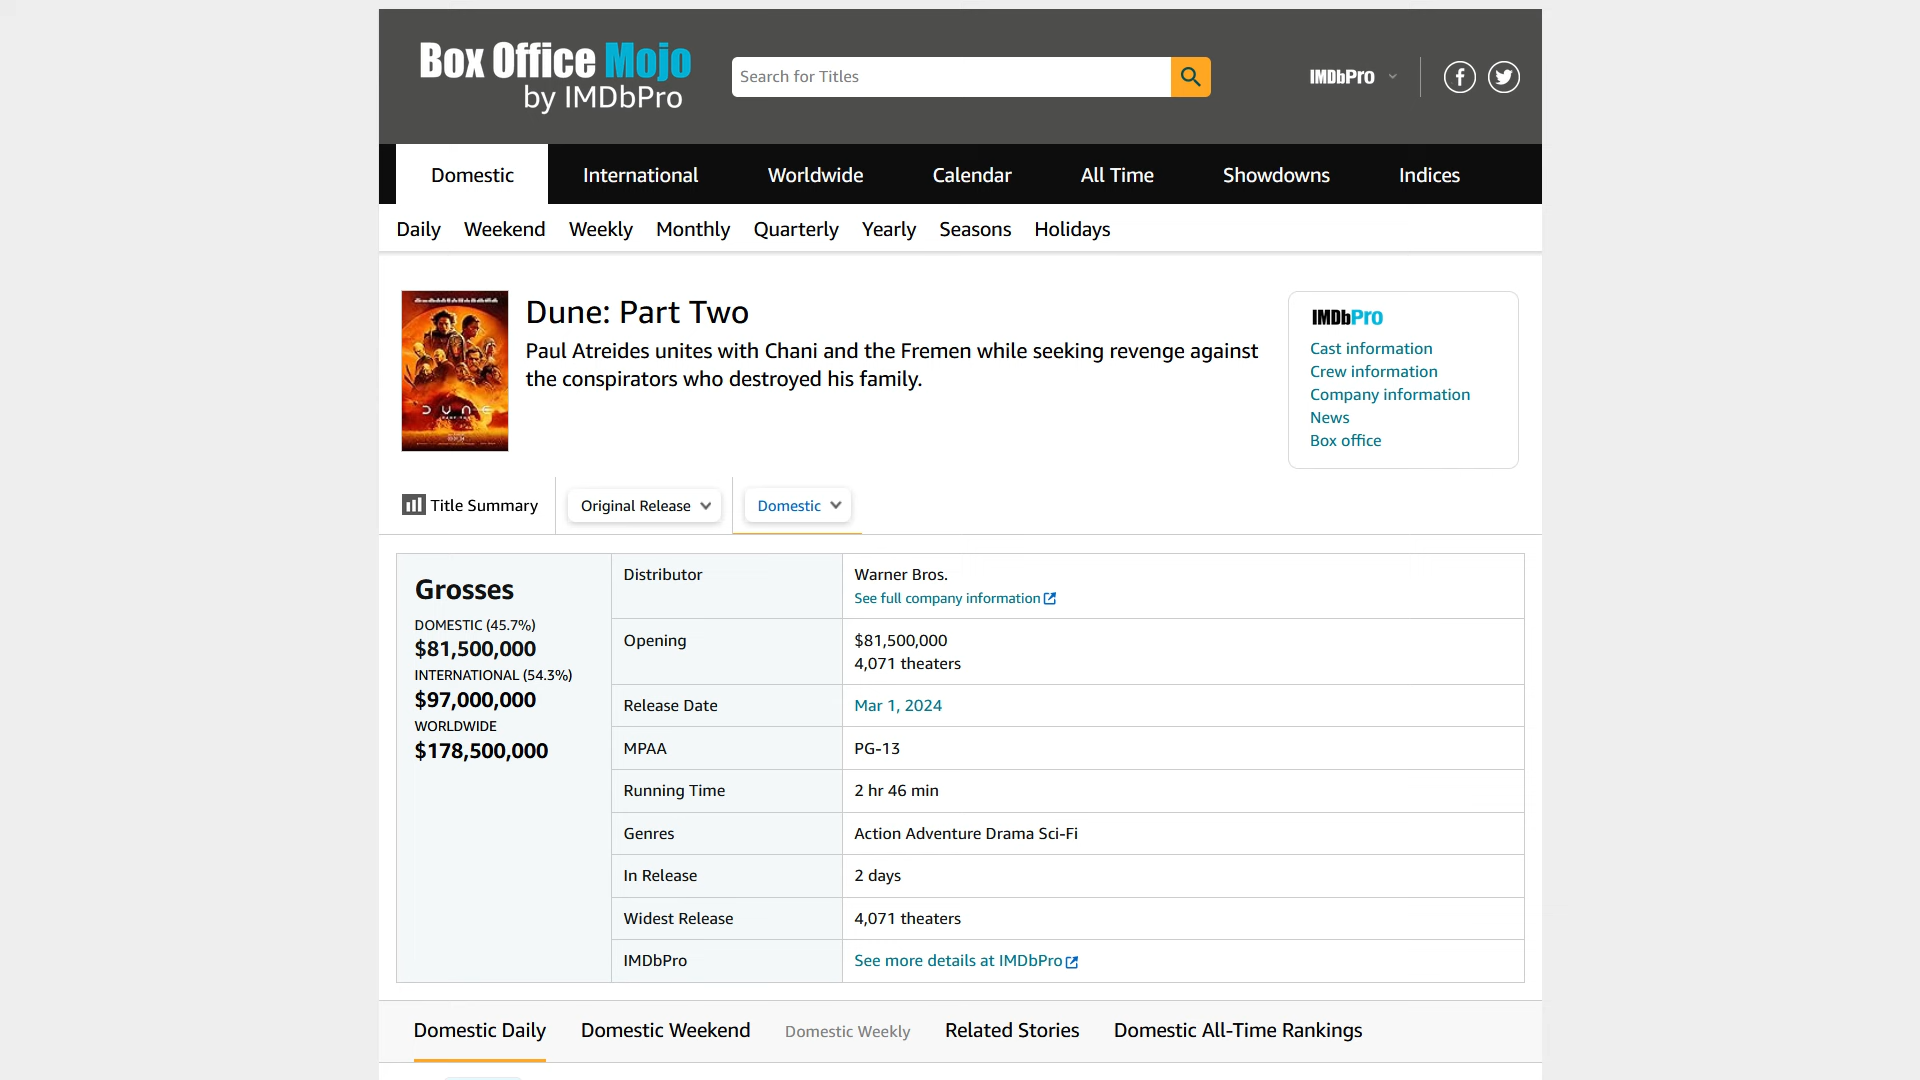 Box Office Mojo
by IMDbPro
Search for Titles
IMDbPro
Domestic International Worldwide Calendar All Time Showdowns Indices
Daily Weekend Weekly Monthly Quarterly Yearly Seasons Holidays
Dune: Part Two
Paul Atreides unites with Chani and the Fremen while seeking revenge against
the conspirators who destroyed his family.
DUNE
IMDbPro
Cast information
Crew information
Company information
News
Box office
Title Summary Original Release Domestic
Grosses
DOMESTIC (45.7%)
$81,500,000
INTERNATIONAL (54.3%)
$97,000,000
WORLDWIDE
$178,500,000
Distributor Warner Bros.
See full company information
Opening $81,500,000
4,071 theaters
Release Date Mar 1, 2024
MPAA PG-13
Running Time 2 hr 46 min
Genres Action Adventure Drama Sci-Fi
In Release 2 days
Widest Release 4,071 theaters
IMDbPro See more details at IMDbPro
Domestic Daily Domestic Weekend Domestic Weekly Related Stories Domestic All-Time Rankings